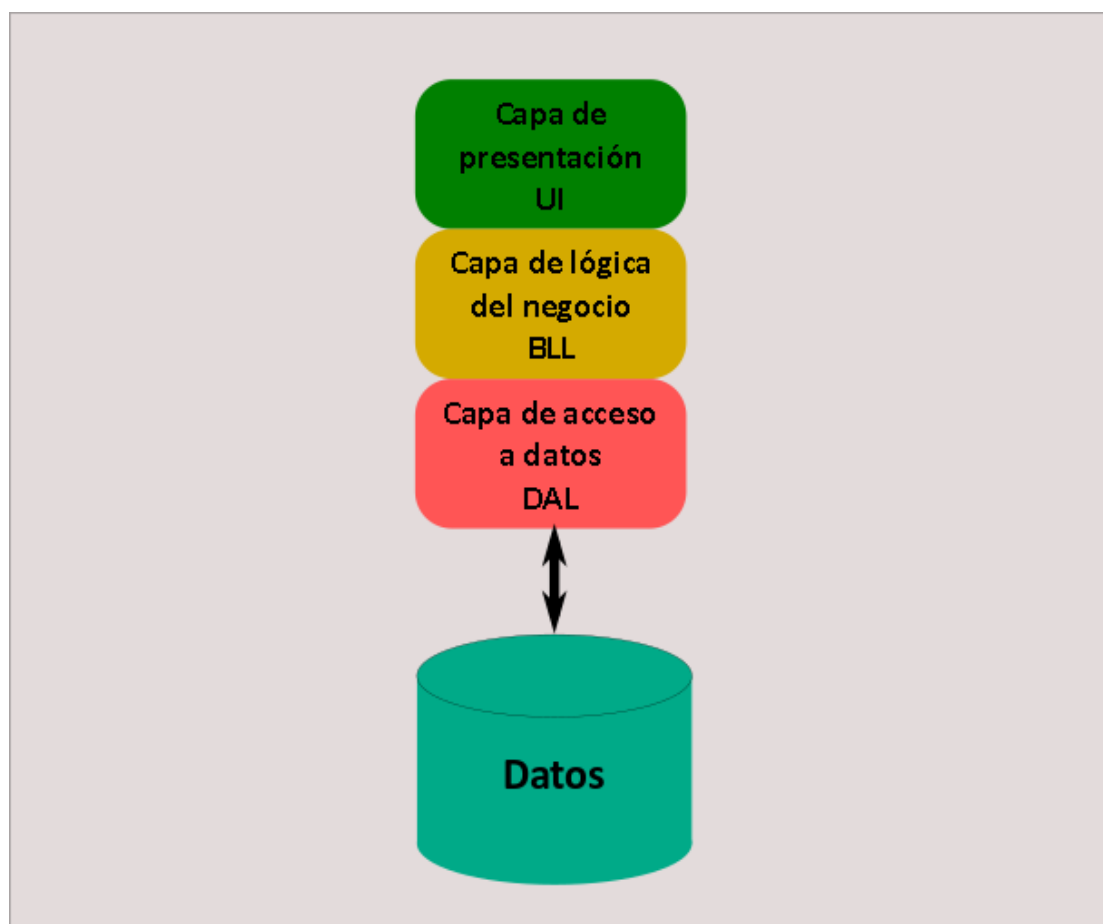 Capa de
presentación
UI
Capa de lógica
del negocio
BLL
Capa de acceso
a datos
DAL
Datos